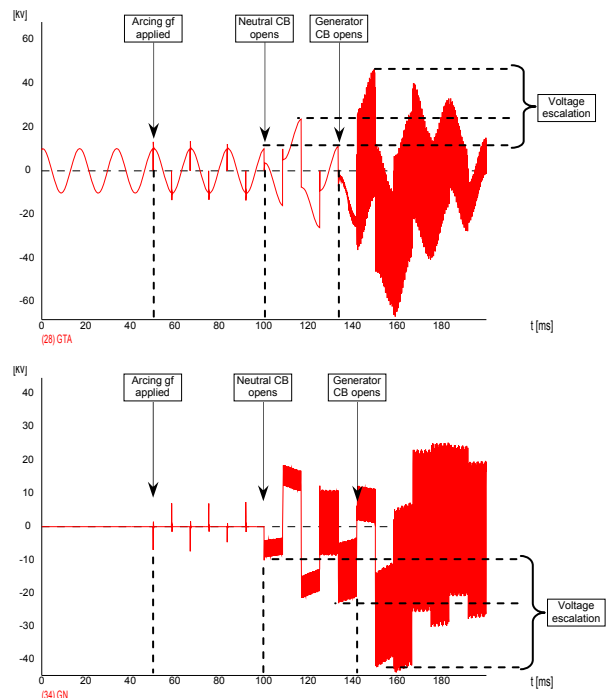 [KV]
Arcing gf
applied
Neutral CB
opens
Generator
CB opens
60
40
20
0
-20
-40
60
Voltage
escalation
0 20 40 60 80 100 120 140 160 180
t [ms]
(28) GTA
[KV]
Arcing gf
applied
Neutral CB
opens
Generator
CB opens
40
30
20
10
0
-10
-20
-30
-40
Voltage
escalation
0 20 40 60 80 100 120 140 160 180
t [ms]
(34) GN